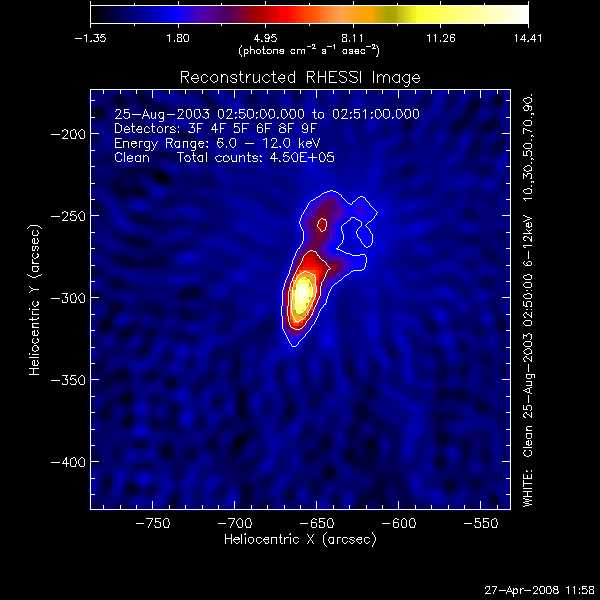 −1.35 1.80 4.95 8.11 11.26 14.41
(photons cm⁻² s⁻¹ asec⁻²)
Reconstructed RHESSI Image
25−Aug−2003 02:50:00.000 to 02:51:00.000
Detectors: 3F 4F 5F 6F 8F 9F
Energy Range: 6.0 − 12.0 keV
Clean Total counts: 4.50E+05
−200
−250
−300
−350
−400
Heliocentric Y (arcsec)
−750 −700 −650 −600 −550
Heliocentric X (arcsec)
WHITE: Clean 25−Aug−2003 02:50:00 6−12keV 10.,30.,50.,70.,90.
27−Apr−2008 11:58